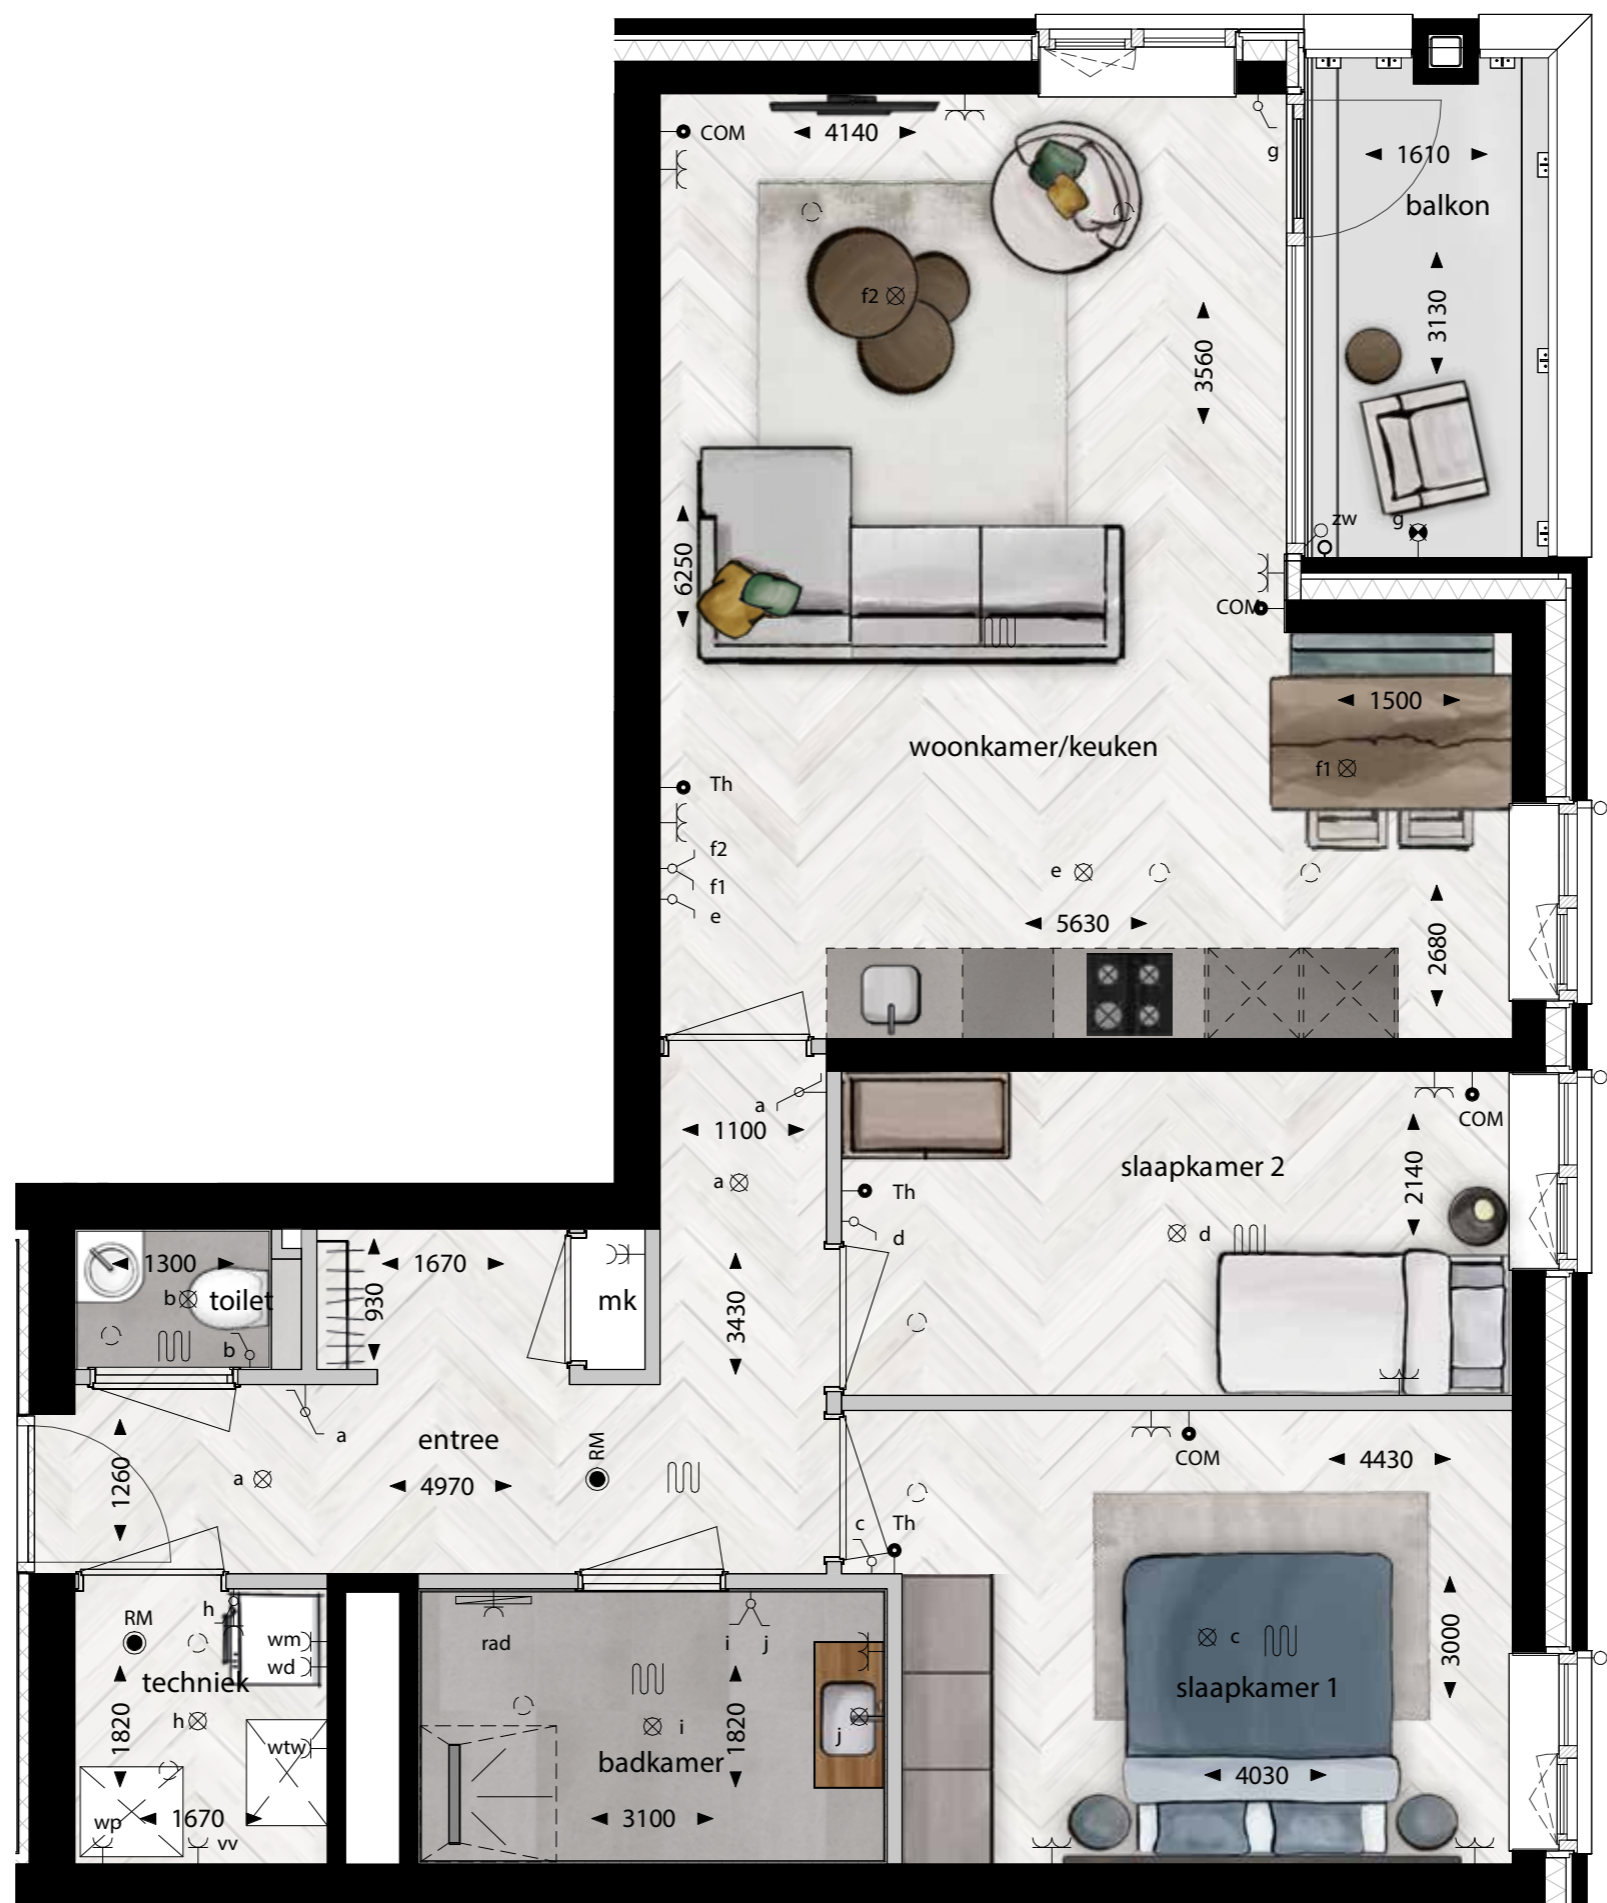 COM
4140
g
1610
balkon
f2
3130
3560
zw
g
6250
COM
1500
woonkamer/keuken
f1
Th
f2
f1
e
e
5630
2680
a
1100
COM
slaapkamer 2
2140
a
Th
d
d
1300
1670
b
toilet
930
mk
3430
b
a
entree
RM
COM
4430
1260
a
4970
c
Th
RM
h
wm
rad
i
j
c
3000
wd
techniek
slaapkamer 1
1820
h
i
1820
j
wtw
badkamer
4030
wp
1670
vv
3100